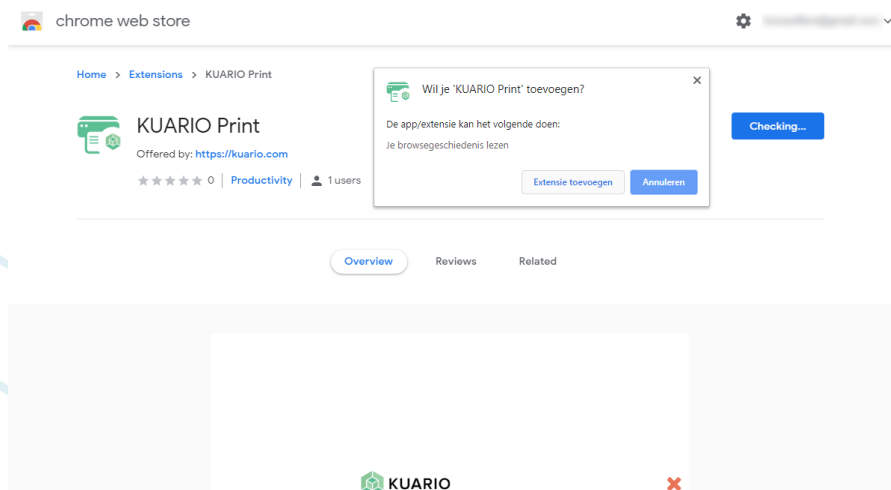 chrome web store
Home > Extensions > KUARIO Print
KUARIO Print
Offered by: https://kuario.com
0 | Productivity | 1 users
Wil je 'KUARIO Print' toevoegen?
De app/extensie kan het volgende doen:
Je browsegeschiedenis lezen
Extensie toevoegen Annuleren
Checking...
Overview Reviews Related
KUARIO